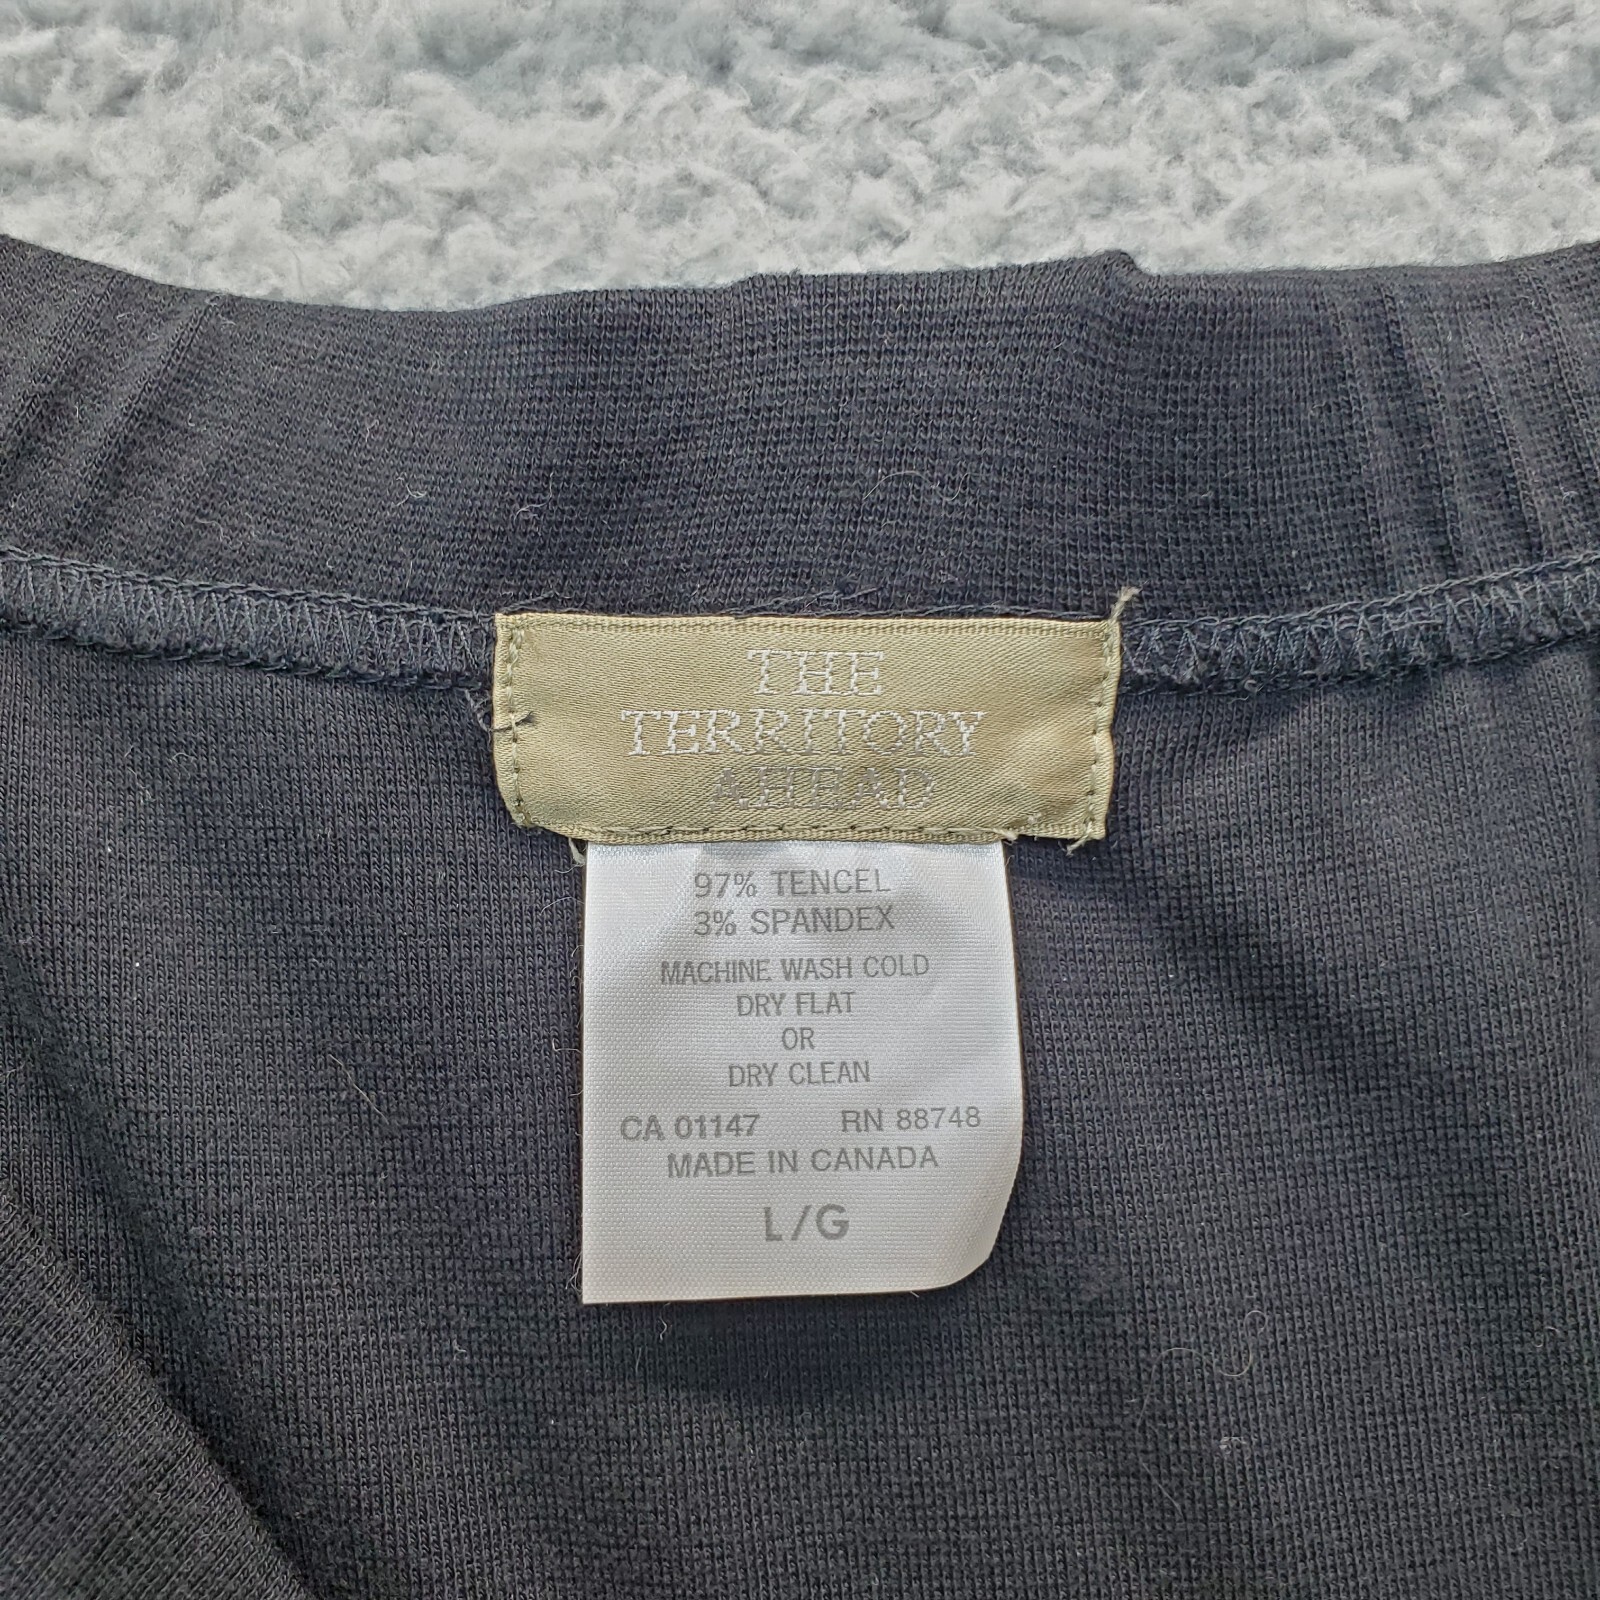 THE
TERRITORY
AHEAD
97% TENCEL
3% SPANDEX
MACHINE WASH COLD
DRY FLAT
OR
DRY CLEAN
CA 01147 RN 88748
MADE IN CANADA
L/G